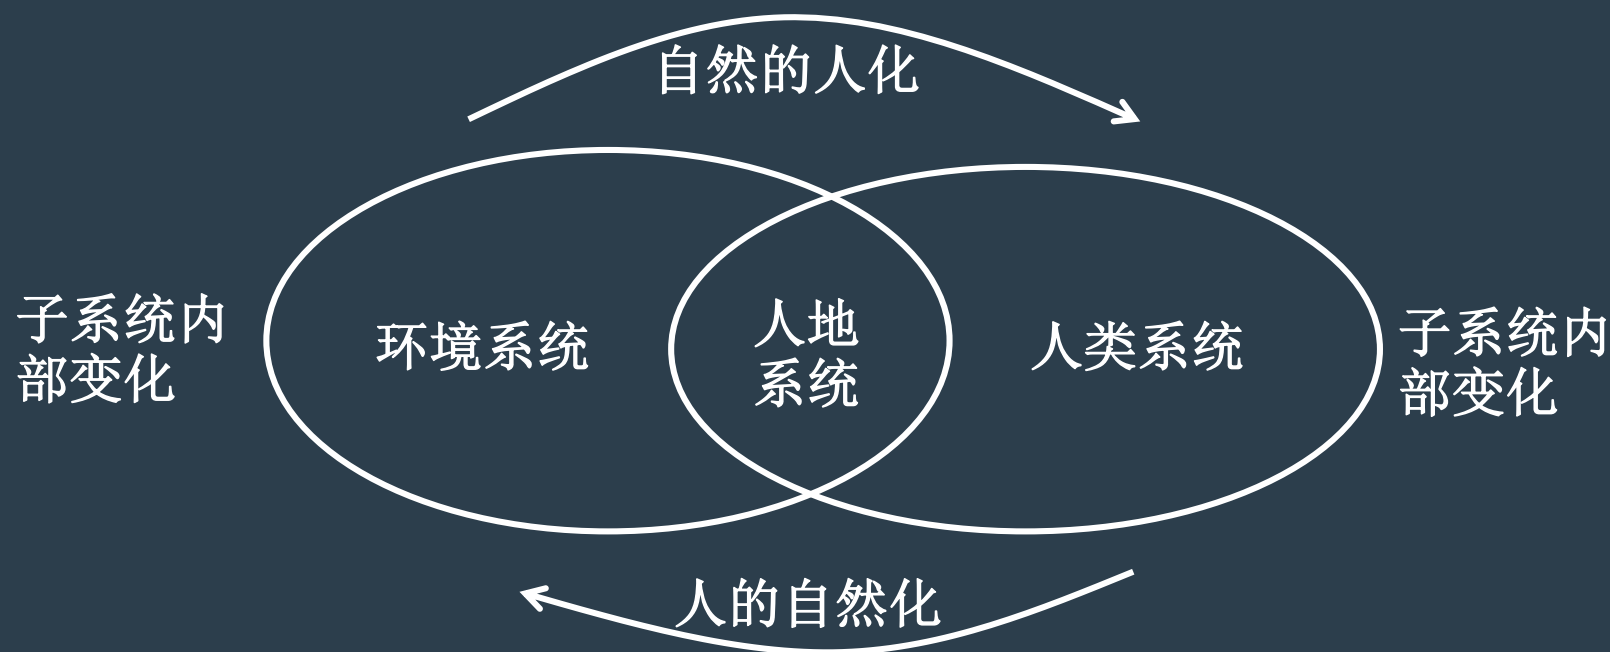 自然的人化
子系统内
部变化
环境系统
人地
系统
人类系统
子系统内
部变化
人的自然化